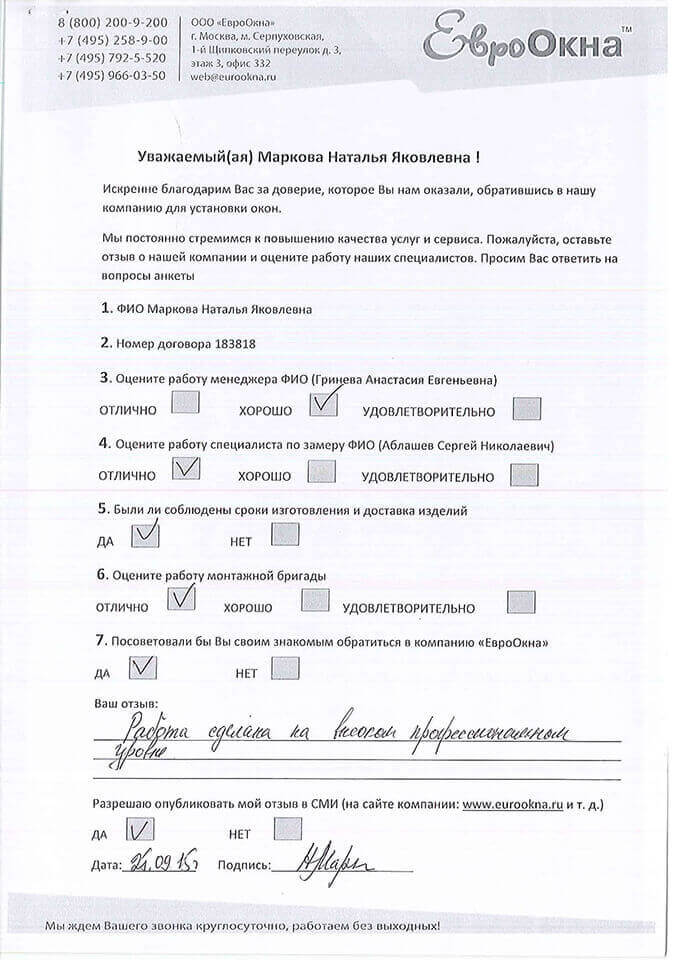 8 (800) 200-9-200
+7 (495) 258-9-00
+7 (495) 792-5-520
+7 (495) 966-03-50
ООО «ЕвроОкна»
г. Москва, м. Серпуховская,
1-й Щипковский переулок д. 3,
этаж 3, офис 332
web@eurookna.ru
ЕвроОкна™
Уважаемый(ая) Маркова Наталья Яковлевна !
Искренне благодарим Вас за доверие, которое Вы нам оказали, обратившись в нашу
компанию для установки окон.
Мы постоянно стремимся к повышению качества услуг и сервиса. Пожалуйста, оставьте
отзыв о нашей компании и оцените работу наших специалистов. Просим Вас ответить на
вопросы анкеты
1. ФИО Маркова Наталья Яковлевна
2. Номер договора 183818
3. Оцените работу менеджера ФИО (Гринева Анастасия Евгеньевна)
ОТЛИЧНО ХОРОШО УДОВЛЕТВОРИТЕЛЬНО
4. Оцените работу специалиста по замеру ФИО (Аблашев Сергей Николаевич)
ОТЛИЧНО ХОРОШО УДОВЛЕТВОРИТЕЛЬНО
5. Были ли соблюдены сроки изготовления и доставка изделий
ДА НЕТ
6. Оцените работу монтажной бригады
ОТЛИЧНО ХОРОШО УДОВЛЕТВОРИТЕЛЬНО
7. Посоветовали бы Вы своим знакомым обратиться в компанию «ЕвроОкна»
ДА НЕТ
Ваш отзыв:
Работа сделана на высоком профессиональном
уровне
Разрешаю опубликовать мой отзыв в СМИ (на сайте компании: www.eurookna.ru и т. д.)
ДА НЕТ
Дата: Подпись:
Мы ждем Вашего звонка круглосуточно, работаем без выходных!